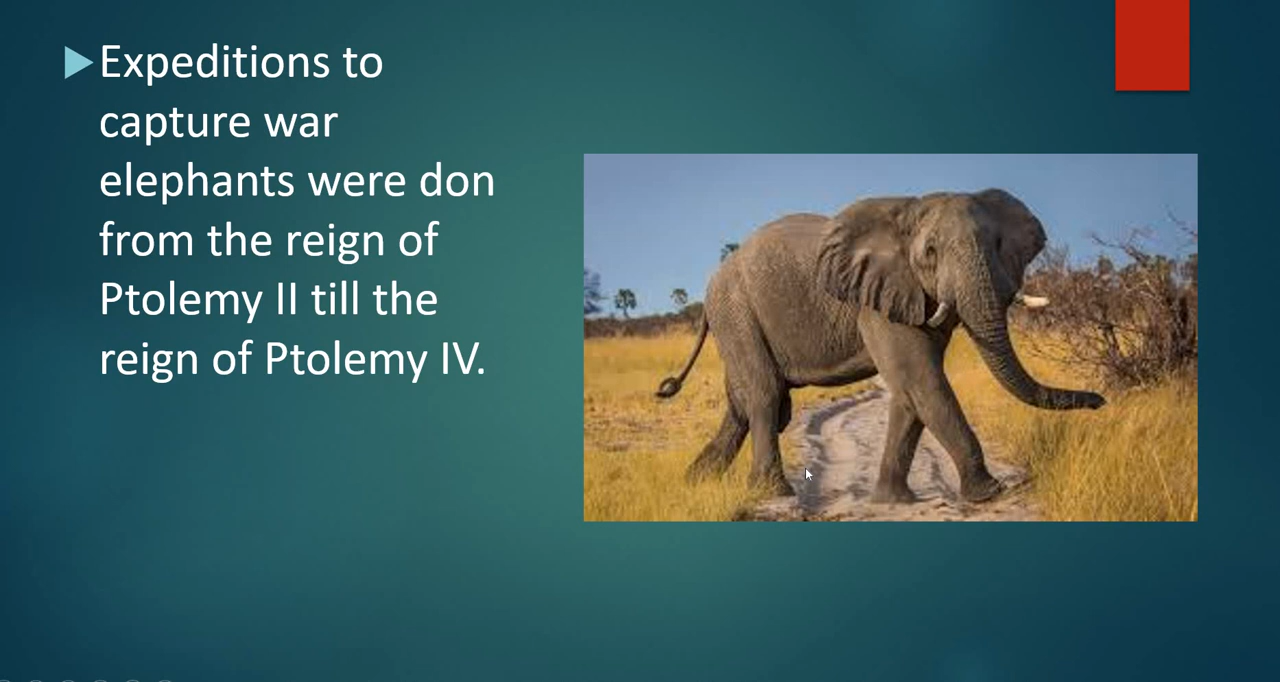 Expeditions to
capture war
elephants were don
from the reign of
Ptolemy II till the
reign of Ptolemy IV.